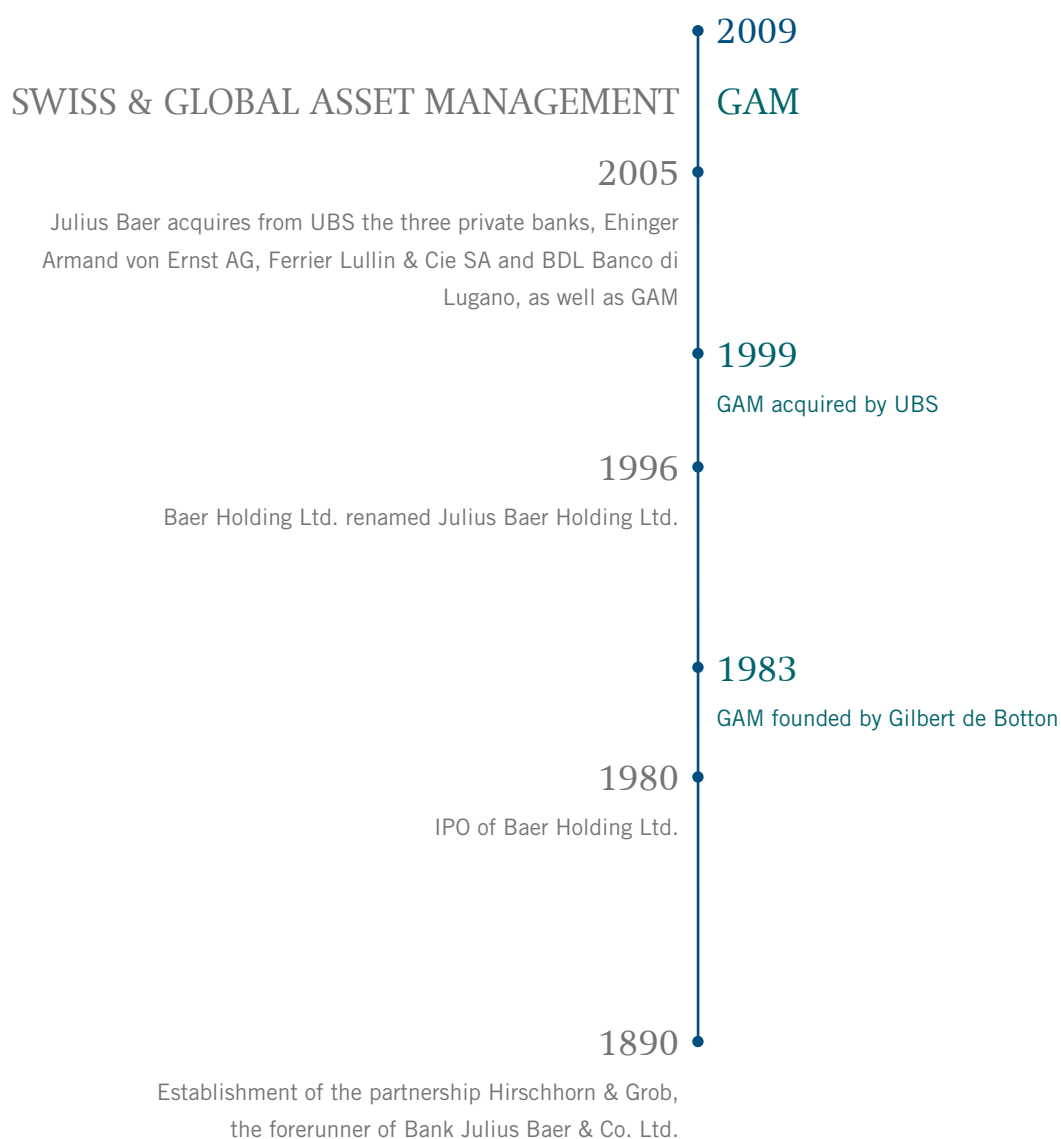 2009
SWISS & GLOBAL ASSET MANAGEMENT
GAM
2005
Julius Baer acquires from UBS the three private banks, Ehinger
Armand von Ernst AG, Ferrier Lullin & Cie SA and BDL Banco di
Lugano, as well as GAM
1999
GAM acquired by UBS
1996
Baer Holding Ltd. renamed Julius Baer Holding Ltd.
1983
GAM founded by Gilbert de Botton
1980
IPO of Baer Holding Ltd.
1890
Establishment of the partnership Hirschhorn & Grob,
the forerunner of Bank Julius Baer & Co. Ltd.